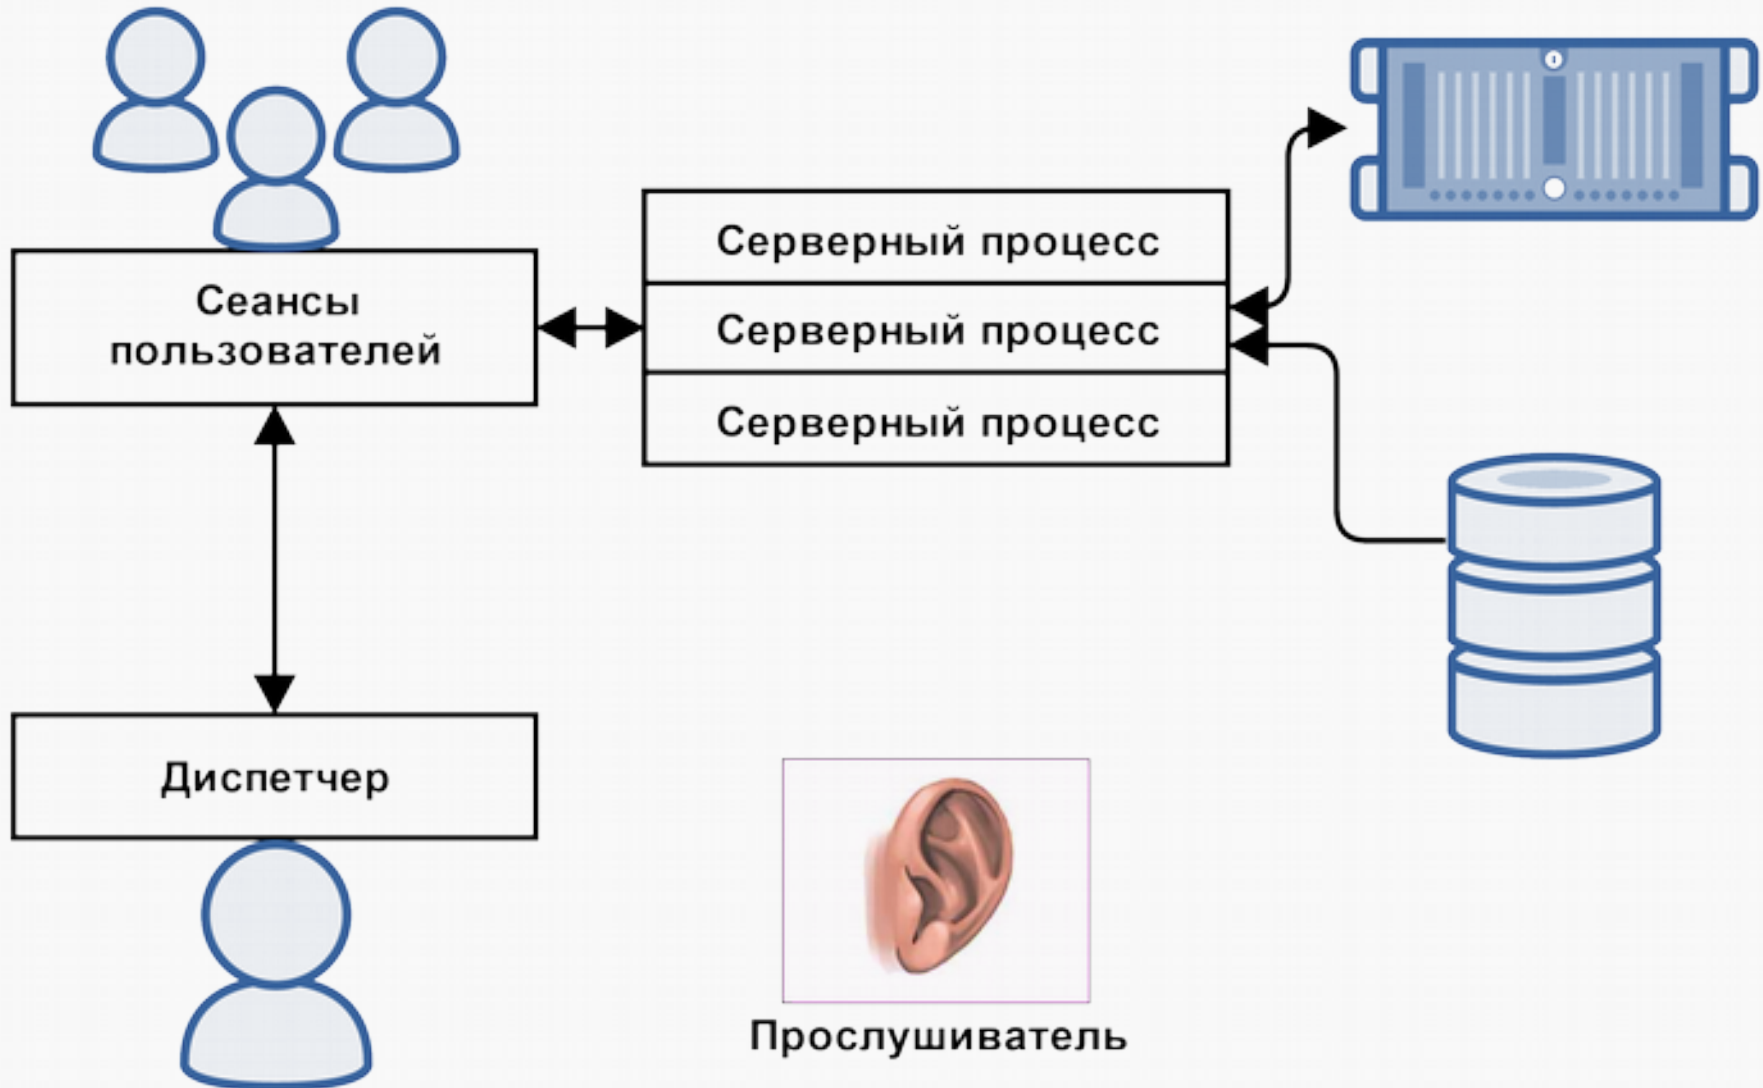 Сеансы
пользователей
Серверный процесс
Серверный процесс
Серверный процесс
Диспетчер
Прослушиватель